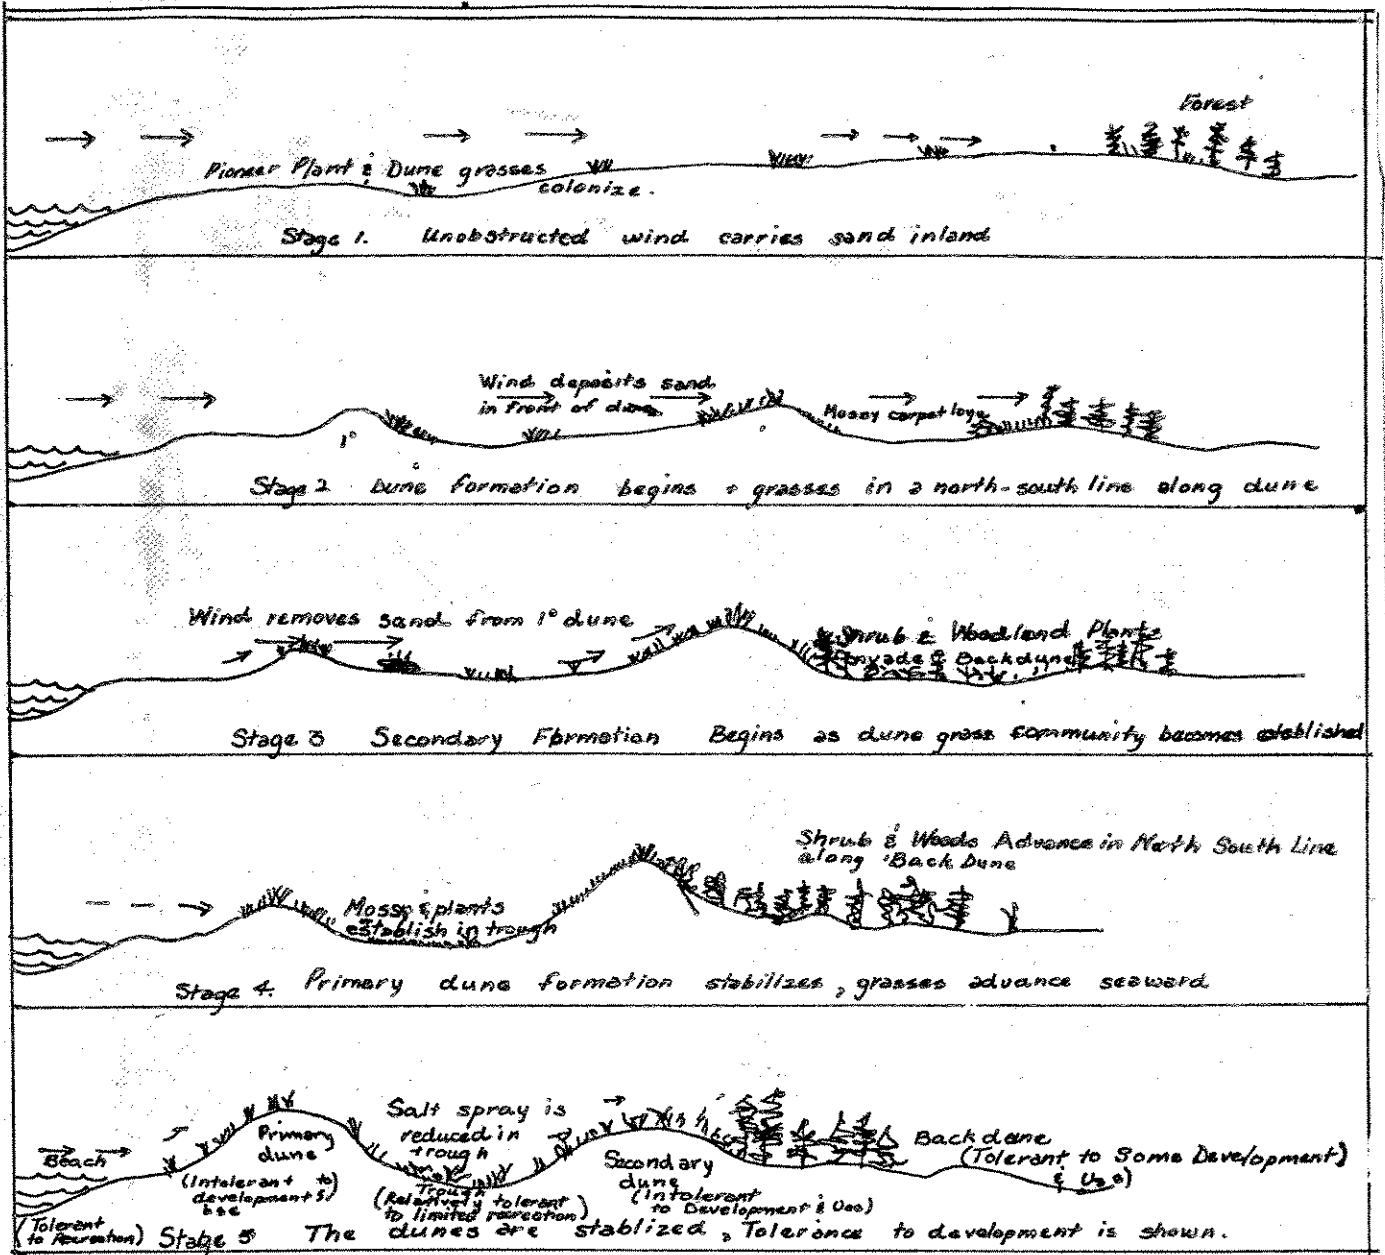 Forest
Pioneer Plant & Dune grasses
colonize.
Stage 1. Unobstructed wind carries sand inland
Wind deposits sand
in front of dune
Mossy carpet
1°
Stage 2 Dune formation begins + grasses in a north-south line along dune
Wind removes sand from 1° dune
Shrub & Woodland Plants
Invade & Backdune
Stage 3 Secondary Formation Begins as dune grass community becomes established
Shrub & Woods Advance in North South Line
along Back Dune
Moss & plants
establish in trough
Stage 4. Primary dune formation stabilizes, grasses advance seaward
Salt spray is
reduced in
trough
Primary
dune
Beach
Back dune
(Tolerant to Some Development)
& Use)
Secondary
dune
(Intolerant to
development &
use
Trough
(Relatively tolerant
to limited recreation)
(Intolerant
to Development & Use)
(Tolerant
to Recreation)
Stage 5 The dunes are stablized, Tolerance to development is shown.